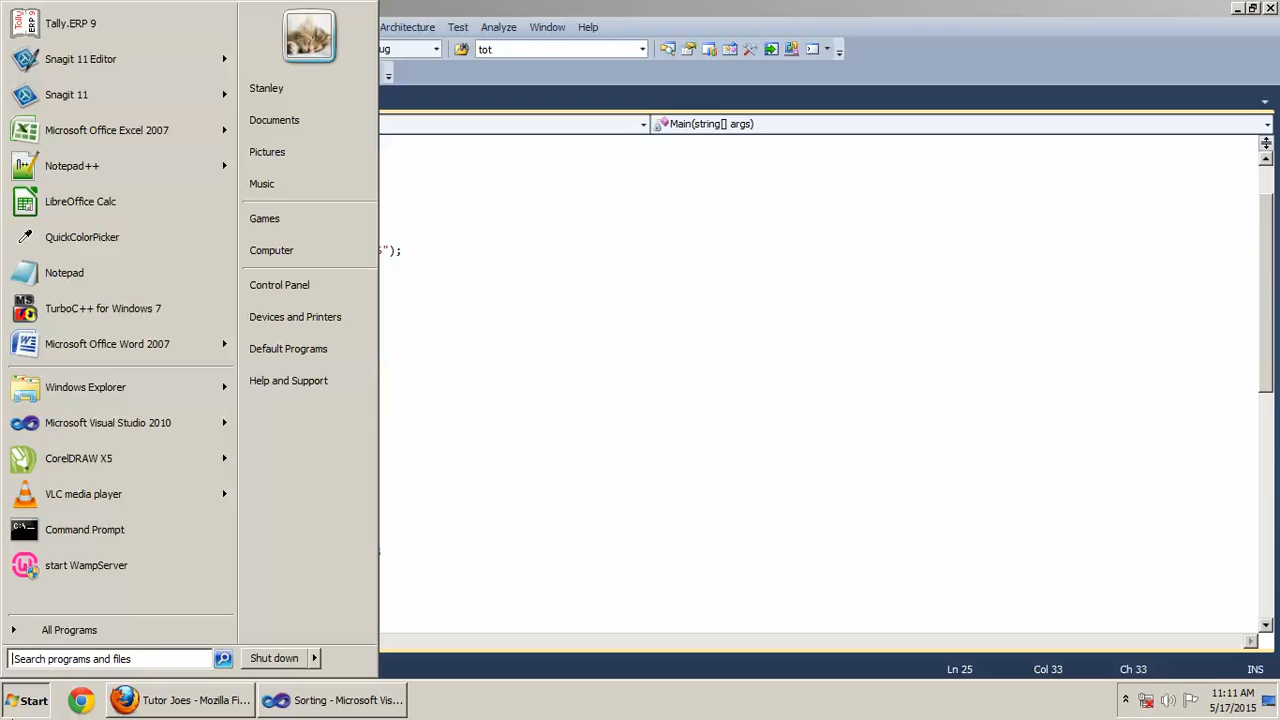 Tally.ERP 9
Snagit 11 Editor
Snagit 11
Microsoft Office Excel 2007
Notepad++
LibreOffice Calc
QuickColorPicker
Notepad
TurboC++ for Windows 7
Microsoft Office Word 2007
Windows Explorer
Microsoft Visual Studio 2010
CorelDRAW X5
VLC media player
Command Prompt
start WampServer
All Programs
Search programs and files
Stanley
Documents
Pictures
Music
Games
Computer
Control Panel
Devices and Printers
Default Programs
Help and Support
Shut down
Architecture Test Analyze Window Help
ug tot
Main(string[] args)
");
;
Ln 25 Col 33 Ch 33 INS
Start Tutor Joes - Mozilla Fi... Sorting - Microsoft Vis... 11:11 AM
5/17/2015